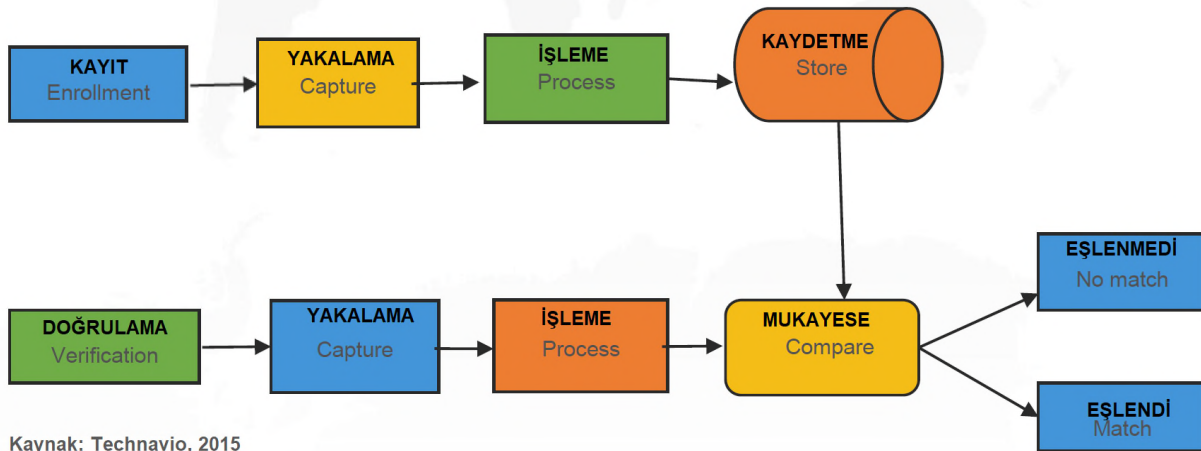 KAYIT
Enrollment
YAKALAMA
Capture
İŞLEME
Process
KAYDETME
Store
DOĞRULAMA
Verification
YAKALAMA
Capture
İŞLEME
Process
MUKAYESE
Compare
EŞLENMEDİ
No match
EŞLENDİ
Match
Kaynak: Technavio, 2015